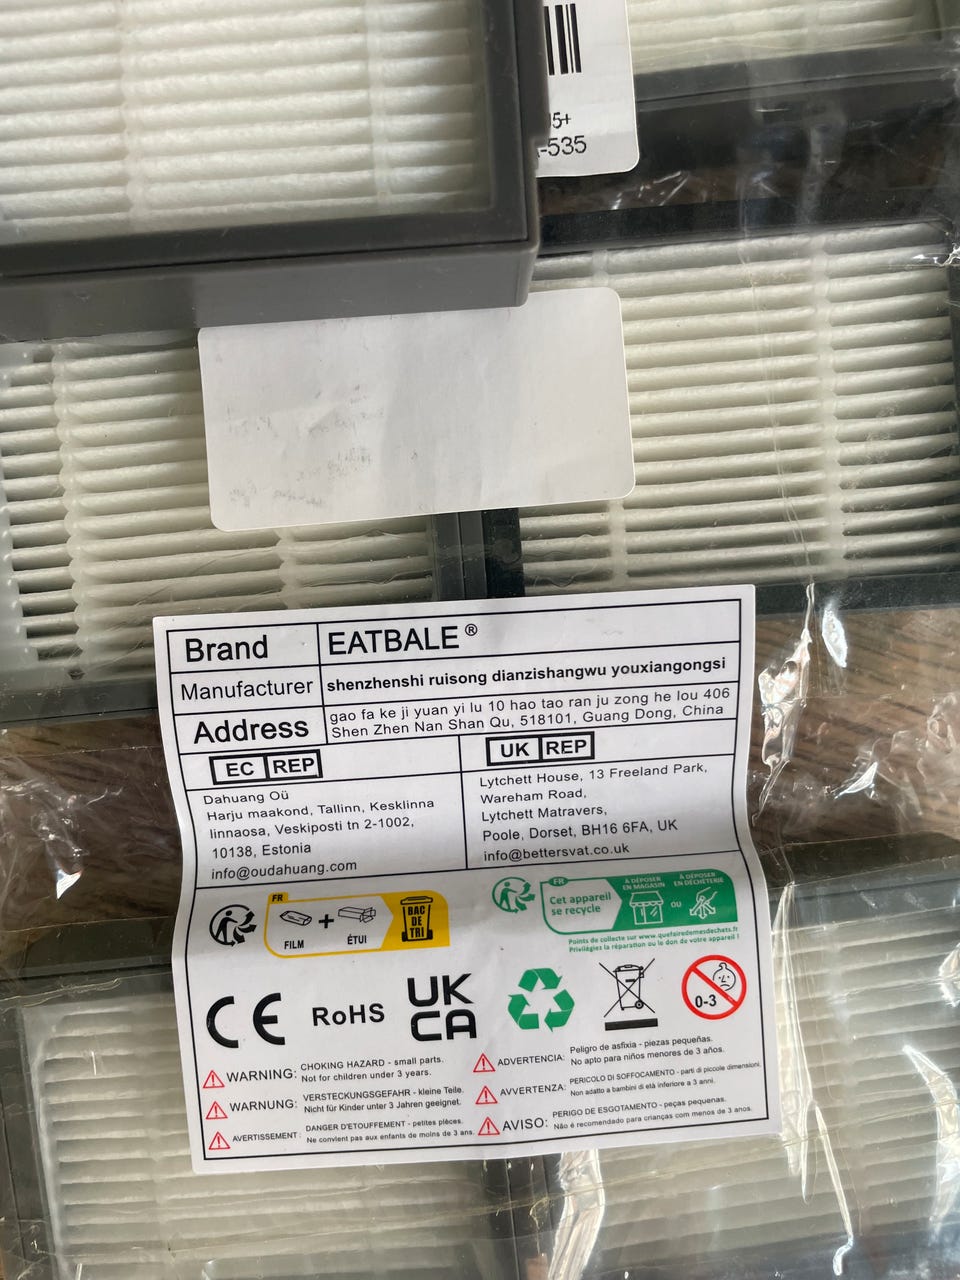 5+
-535
Brand EATBALE®
Manufacturer shenzhenshi ruisong dianzishangwu youxiangongsi
Address gao fa ke ji yuan yi lu 10 hao tao ran ju zong he lou 406
Shen Zhen Nan Shan Qu, 518101, Guang Dong, China
EC REP
Dahuang Oü
Harju maakond, Tallinn, Kesklinna
linnaosa, Veskiposti tn 2-1002,
10138, Estonia
info@oudahuang.com
UK REP
Lytchett House, 13 Freeland Park,
Wareham Road,
Lytchett Matravers,
Poole, Dorset, BH16 6FA, UK
info@bettersvat.co.uk
FR
FILM + ÉTUI
BAC
DE
TRI
FR
Cet appareil
se recycle
À DÉPOSER
EN MAGASIN
OU
À DÉPOSER
EN DÉCHÈTERIE
Points de collecte sur www.quefairedemesdechets.fr
Privilégiez la réparation ou le don de votre appareil !
CE RoHS UK
CA
0-3
WARNING: CHOKING HAZARD - small parts.
Not for children under 3 years.
WARNUNG: VERSTECKUNGSGEFAHR - kleine Teile.
Nicht für Kinder unter 3 Jahren geeignet.
AVERTISSEMENT: DANGER D'ETOUFFEMENT - petites pièces.
Ne convient pas aux enfants de moins de 3 ans.
ADVERTENCIA: Peligro de asfixia - piezas pequeñas.
No apto para niños menores de 3 años.
AVVERTENZA: PERICOLO DI SOFFOCAMENTO - parti di piccole dimensioni.
Non adatto a bambini di età inferiore a 3 anni.
AVISO: PERIGO DE ESGOTAMENTO - peças pequenas.
Não é recomendado para crianças com menos de 3 anos.